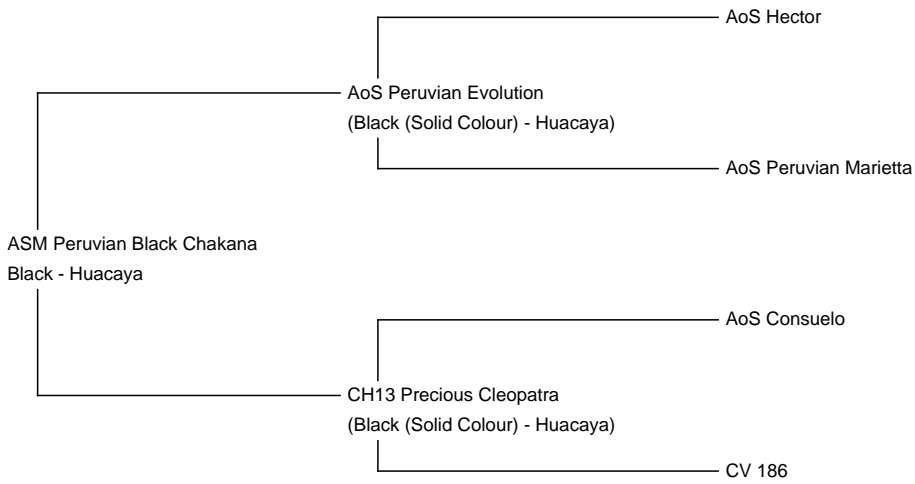 AoS Hector
AoS Peruvian Evolution
(Black (Solid Colour) - Huacaya)
AoS Peruvian Marietta
ASM Peruvian Black Chakana
Black - Huacaya
AoS Consuelo
CH13 Precious Cleopatra
(Black (Solid Colour) - Huacaya)
CV 186